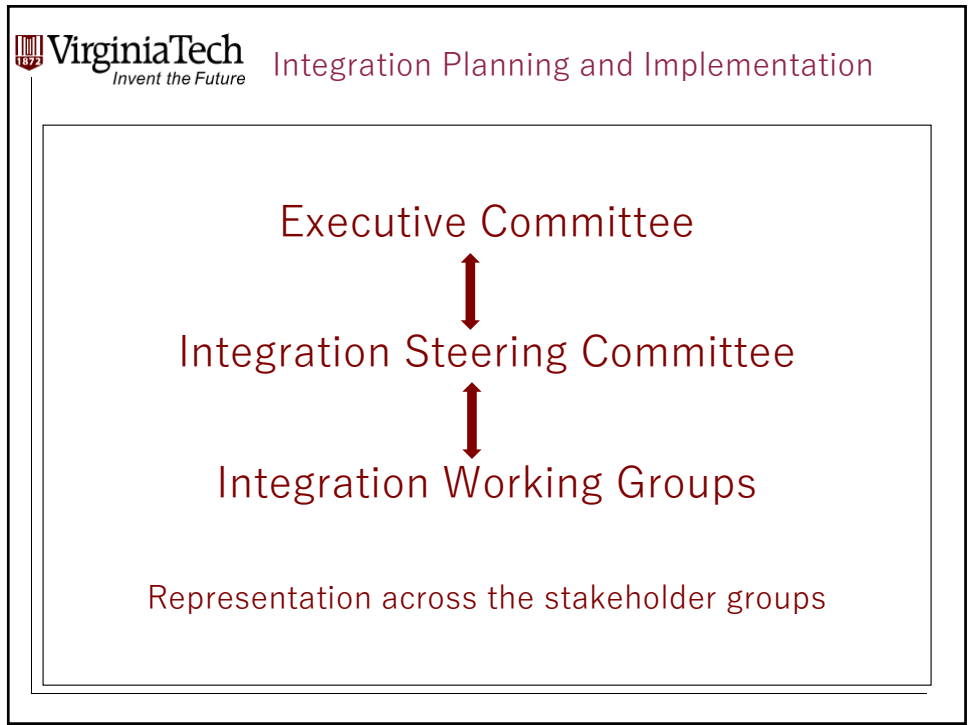 VirginiaTech
1872
Invent the Future
Integration Planning and Implementation
Executive Committee
Integration Steering Committee
Integration Working Groups
Representation across the stakeholder groups